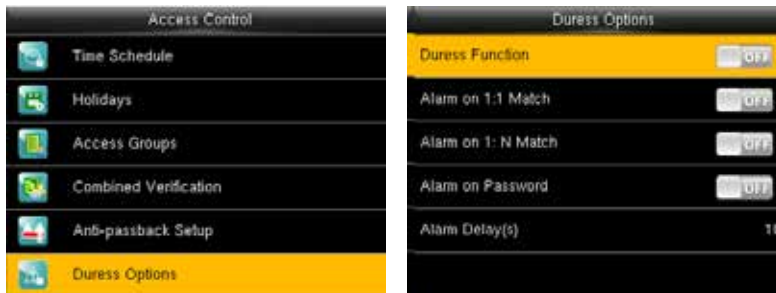 Access Control
Time Schedule
Holidays
Access Groups
Combined Verification
Anti-passback Setup
Duress Options
Duress Options
Duress Function OFF
Alarm on 1:1 Match OFF
Alarm on 1: N Match OFF
Alarm on Password OFF
Alarm Delay(s)